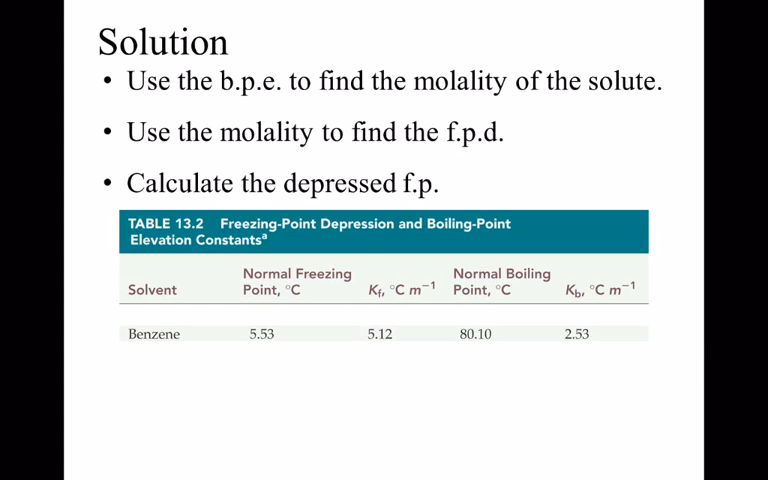 Solution
• Use the b.p.e. to find the molality of the solute.
• Use the molality to find the f.p.d.
• Calculate the depressed f.p.
TABLE 13.2 Freezing-Point Depression and Boiling-Point
Elevation Constantsᵃ
Normal Freezing Normal Boiling
Solvent Point, °C Kf, °C m⁻¹ Point, °C Kb, °C m⁻¹
Benzene 5.53 5.12 80.10 2.53